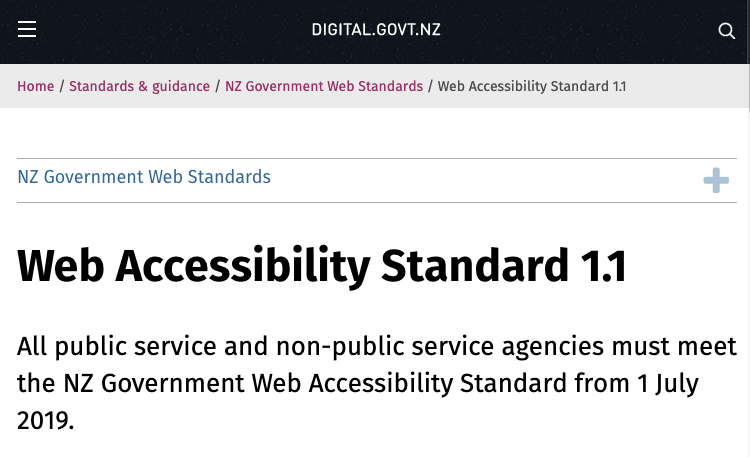 DIGITAL.GOVT.NZ
Home / Standards & guidance / NZ Government Web Standards / Web Accessibility Standard 1.1
NZ Government Web Standards
Web Accessibility Standard 1.1
All public service and non-public service agencies must meet
the NZ Government Web Accessibility Standard from 1 July
2019.